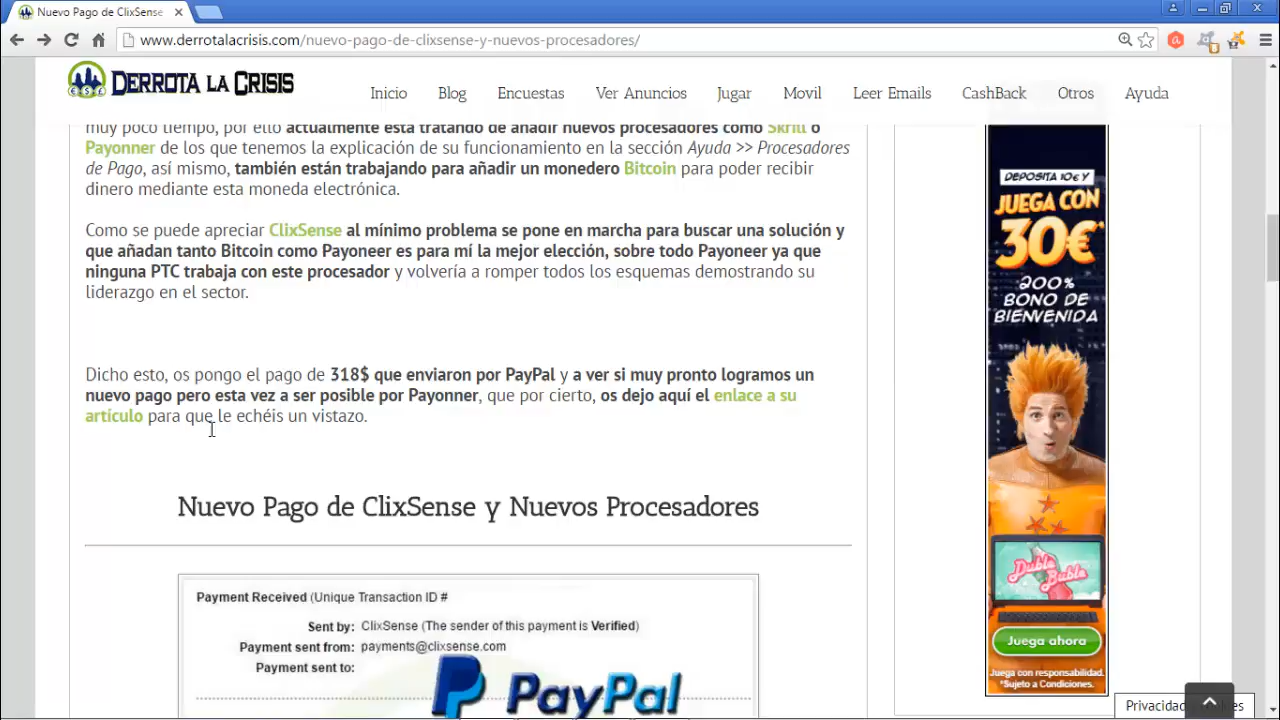 Nuevo Pago de ClixSense
www.derrotalacrisis.com/nuevo-pago-de-clixsense-y-nuevos-procesadores/
DERROTA LA CRISIS
Inicio Blog Encuestas Ver Anuncios Jugar Movil Leer Emails CashBack Otros Ayuda
muy poco tiempo, por ello actualmente esta tratando de añadir nuevos procesadores como Skrill o
Payonner de los que tenemos la explicación de su funcionamiento en la sección Ayuda >> Procesadores
de Pago, así mismo, también están trabajando para añadir un monedero Bitcoin para poder recibir
dinero mediante esta moneda electrónica.
Como se puede apreciar ClixSense al mínimo problema se pone en marcha para buscar una solución y
que añadan tanto Bitcoin como Payoneer es para mí la mejor elección, sobre todo Payoneer ya que
ninguna PTC trabaja con este procesador y volvería a romper todos los esquemas demostrando su
liderazgo en el sector.
Dicho esto, os pongo el pago de 318$ que enviaron por PayPal y a ver si muy pronto logramos un
nuevo pago pero esta vez a ser posible por Payonner, que por cierto, os dejo aquí el enlace a su
artículo para que le echéis un vistazo.
Nuevo Pago de ClixSense y Nuevos Procesadores
Payment Received (Unique Transaction ID #
Sent by: ClixSense (The sender of this payment is Verified)
Payment sent from: payments@clixsense.com
Payment sent to:
PayPal
DEPOSITA 10€ Y
JUEGA CON
30€*
200%
BONO DE
BIENVENIDA
Duble
Buble
Juega ahora
Juega con responsabilidad.
*Sujeto a Condiciones.